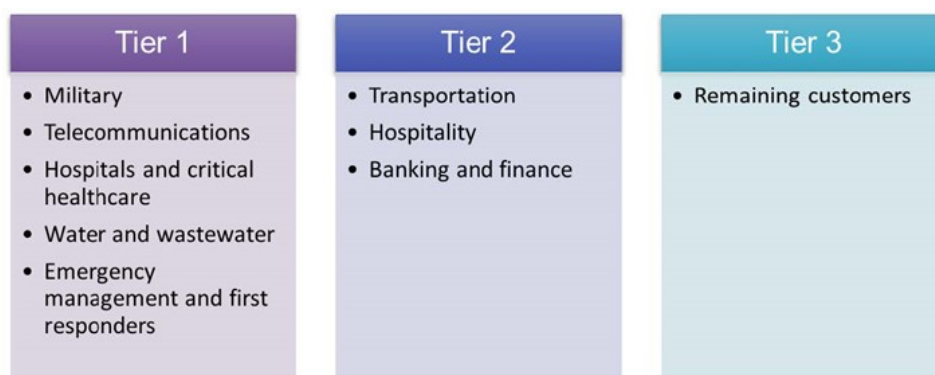 Tier 1
• Military
• Telecommunications
• Hospitals and critical
healthcare
• Water and wastewater
• Emergency
management and first
responders
Tier 2
• Transportation
• Hospitality
• Banking and finance
Tier 3
• Remaining customers